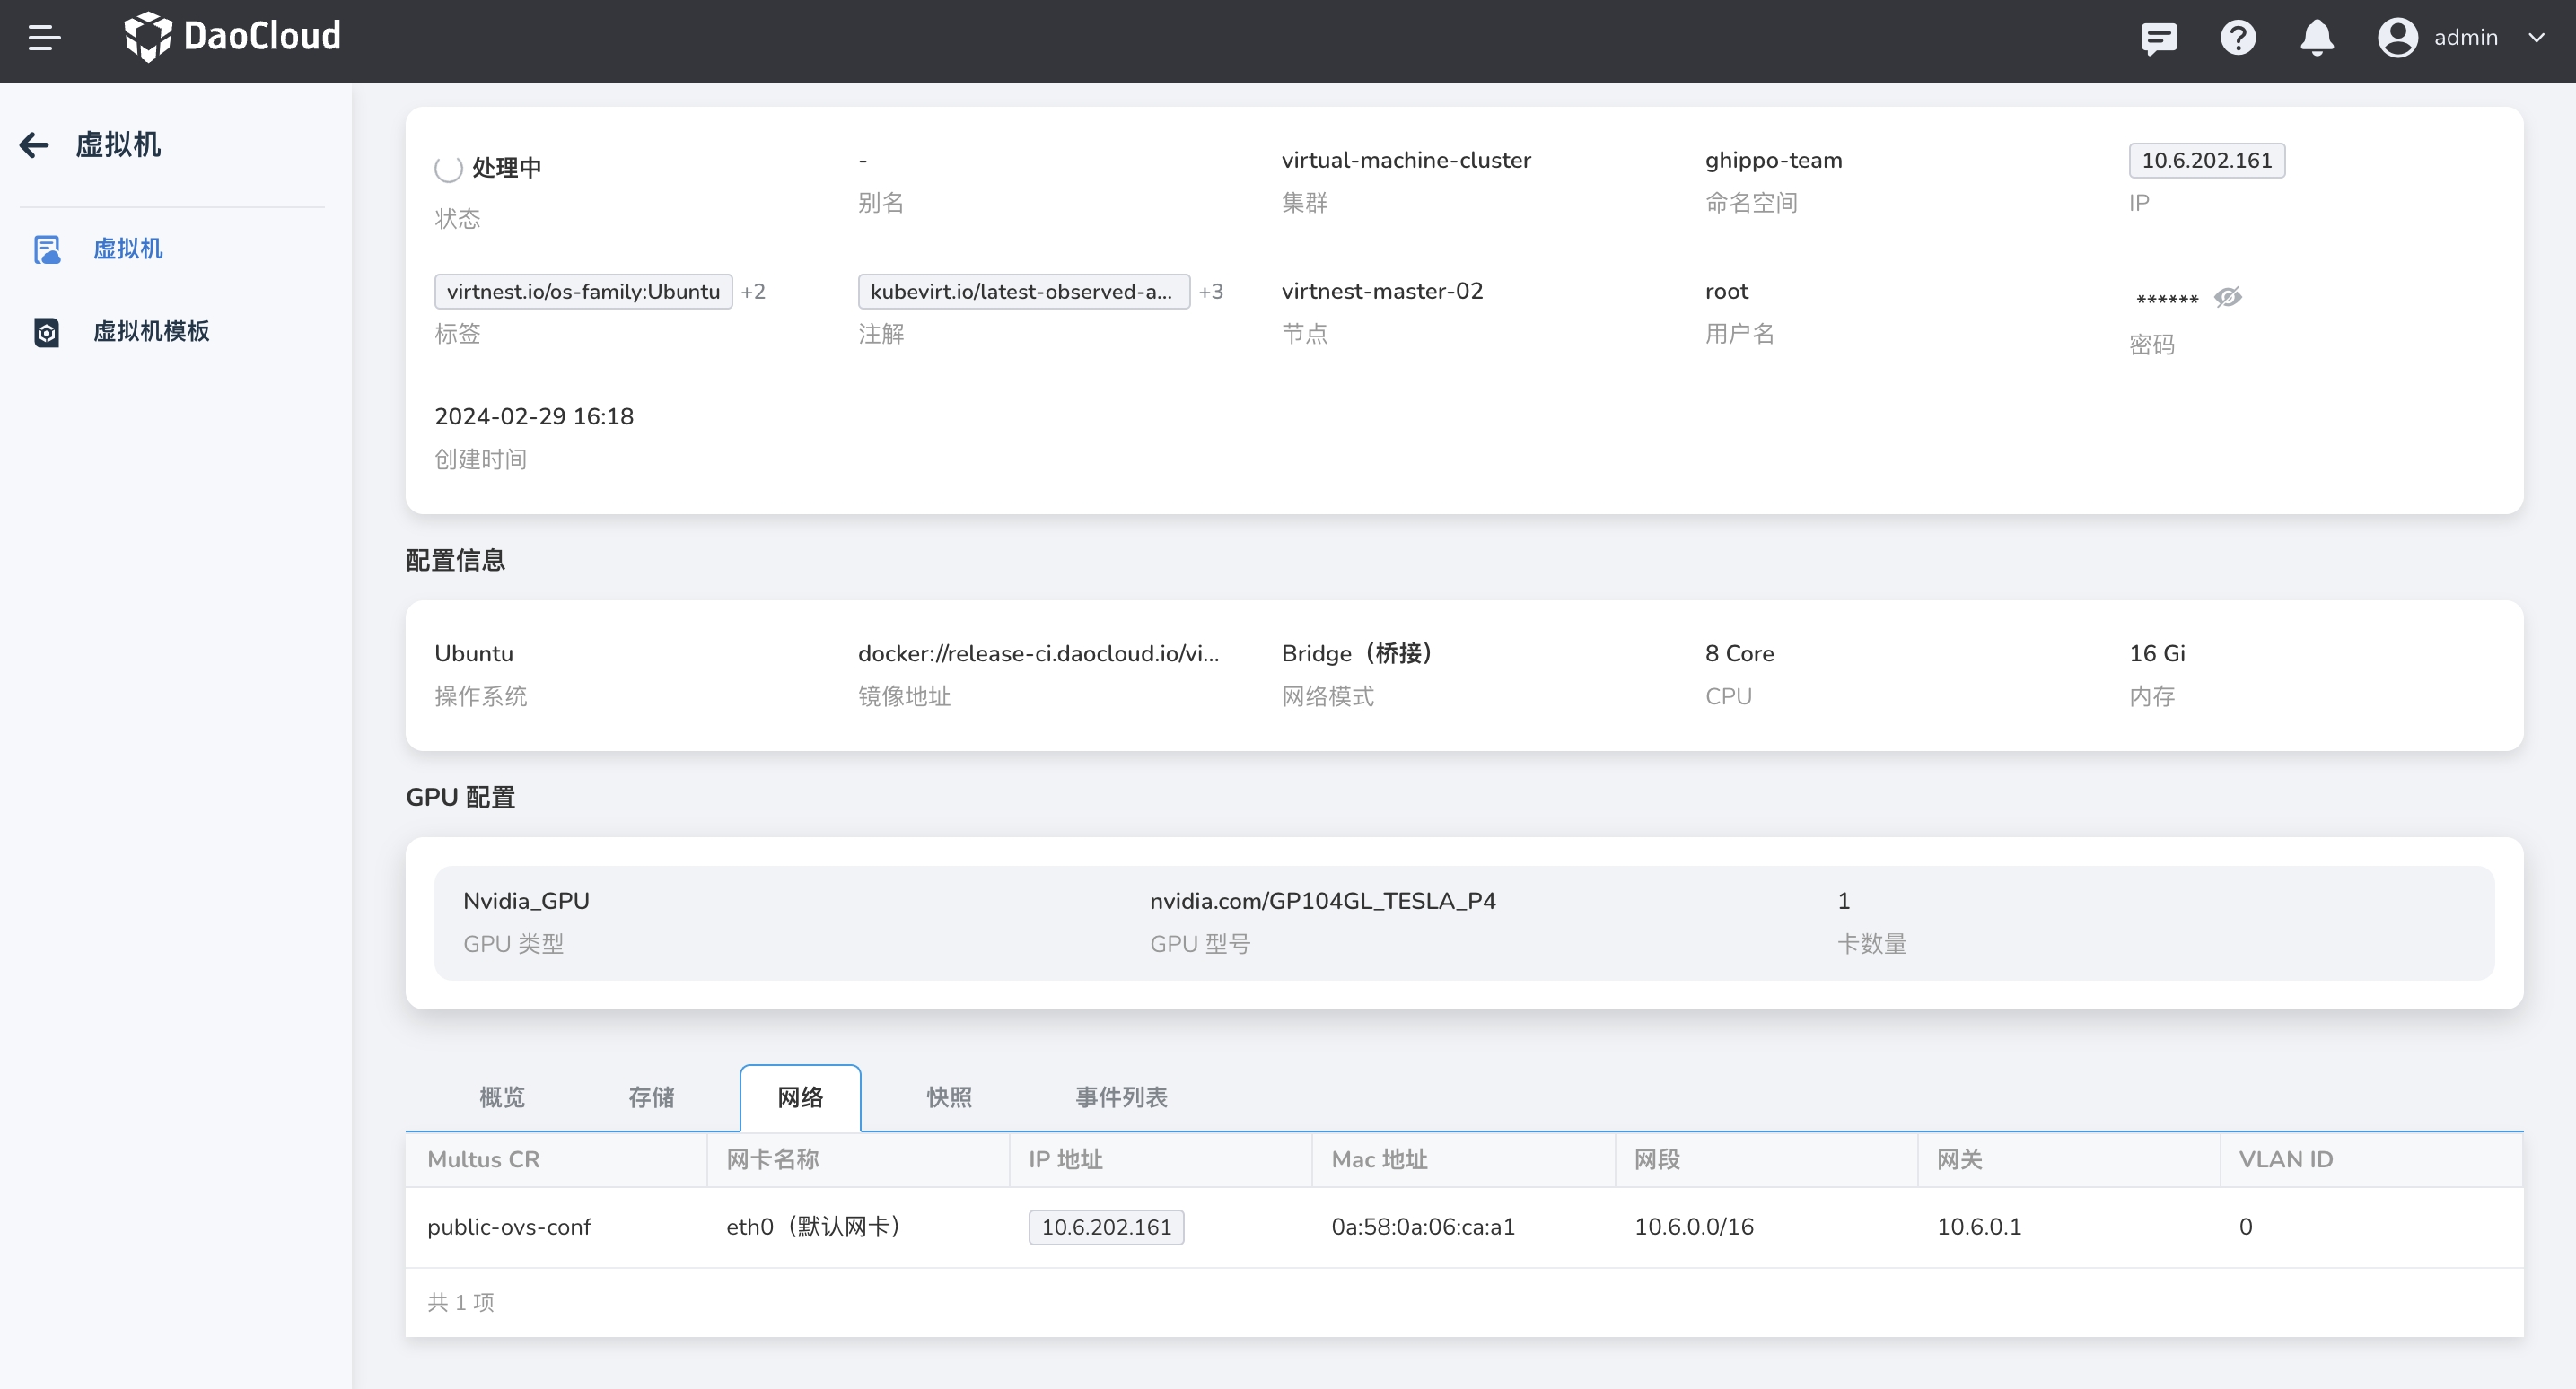 DaoCloud
admin
虚拟机
虚拟机
虚拟机模板
处理中
状态
-
别名
virtual-machine-cluster
集群
ghippo-team
命名空间
10.6.202.161
IP
virtnest.io/os-family:Ubuntu +2
标签
kubevirt.io/latest-observed-a... +3
注解
virtnest-master-02
节点
root
用户名
******
密码
2024-02-29 16:18
创建时间
配置信息
Ubuntu
操作系统
docker://release-ci.daocloud.io/vi...
镜像地址
Bridge（桥接）
网络模式
8 Core
CPU
16 Gi
内存
GPU 配置
Nvidia_GPU
GPU 类型
nvidia.com/GP104GL_TESLA_P4
GPU 型号
1
卡数量
概览 存储 网络 快照 事件列表
Multus CR 网卡名称 IP 地址 Mac 地址 网段 网关 VLAN ID
public-ovs-conf eth0（默认网卡） 10.6.202.161 0a:58:0a:06:ca:a1 10.6.0.0/16 10.6.0.1 0
共 1 项